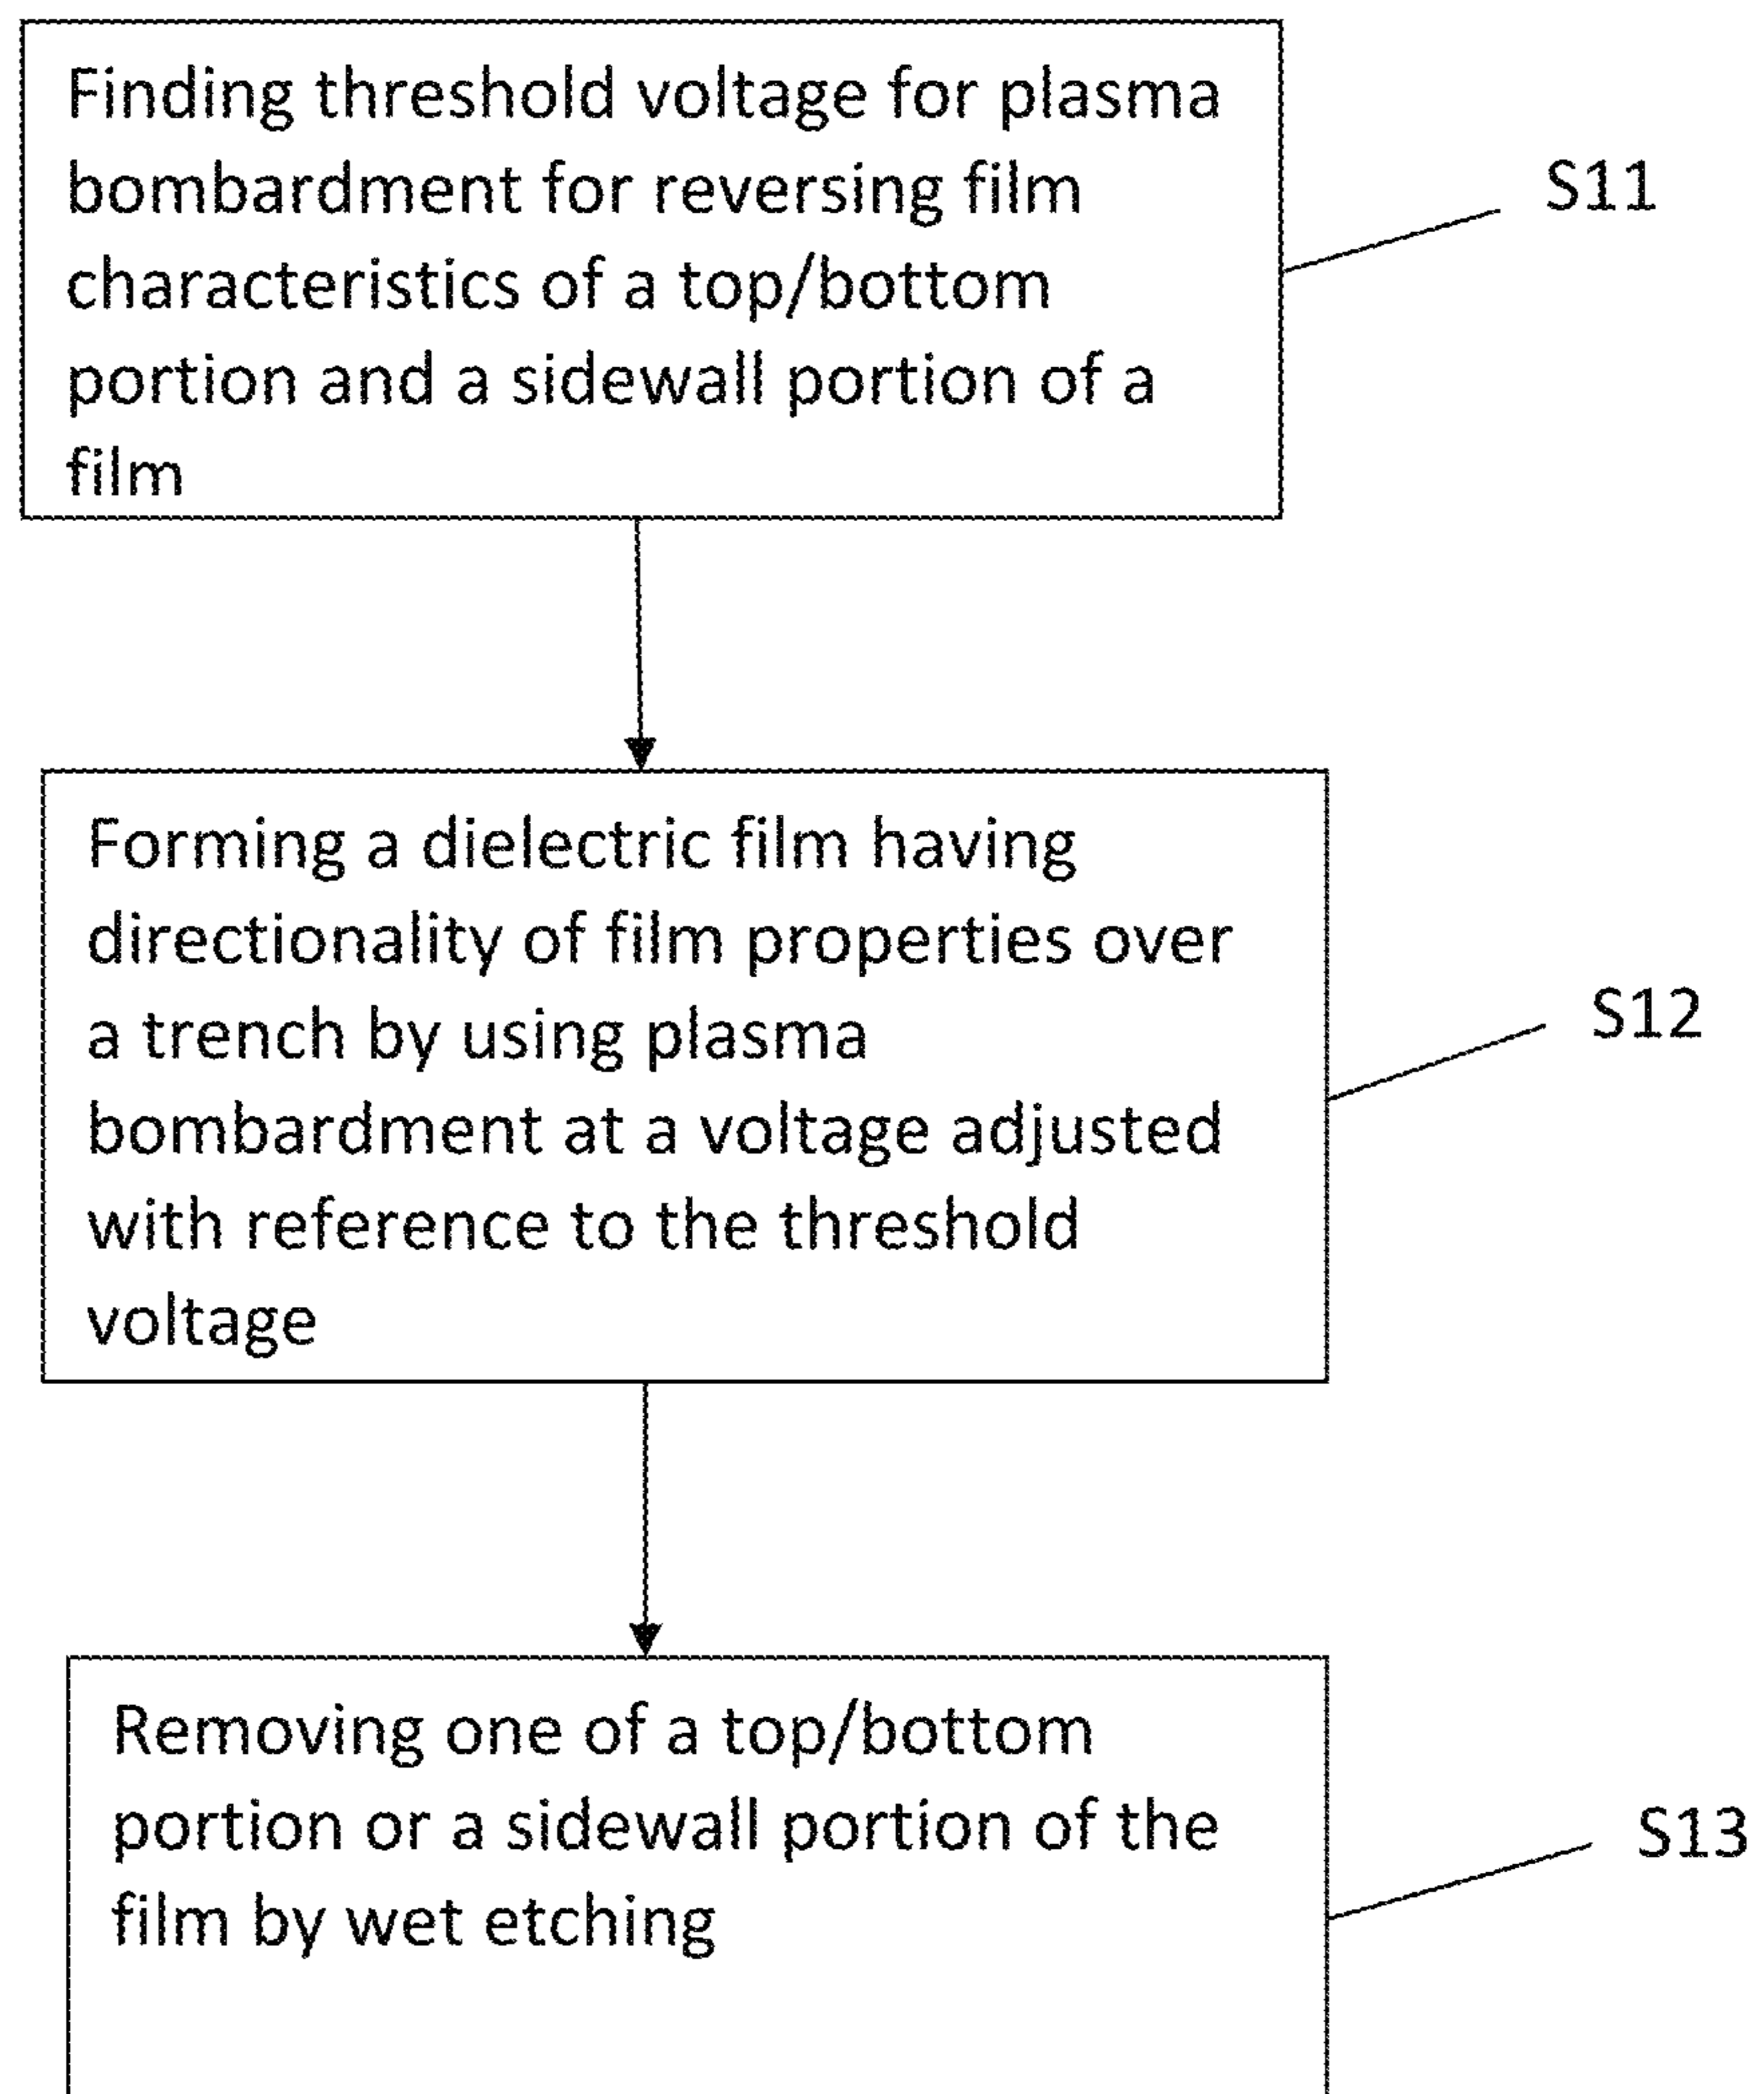 Finding threshold voltage for plasma
bombardment for reversing film
characteristics of a top/bottom
portion and a sidewall portion of a
film
S11
Forming a dielectric film having
directionality of film properties over
a trench by using plasma
bombardment at a voltage adjusted
with reference to the threshold
voltage
S12
Removing one of a top/bottom
portion or a sidewall portion of the
film by wet etching
S13